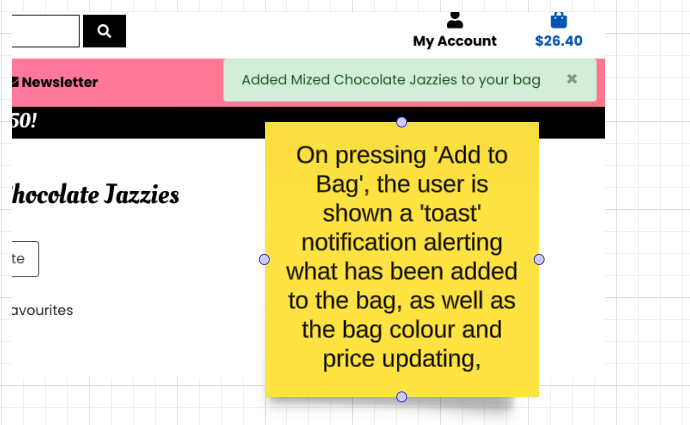 My Account
$26.40
Newsletter
Added Mized Chocolate Jazzies to your bag ×
50!
hocolate Jazzies
te
avourites
On pressing 'Add to
Bag', the user is
shown a 'toast'
notification alerting
what has been added
to the bag, as well as
the bag colour and
price updating,